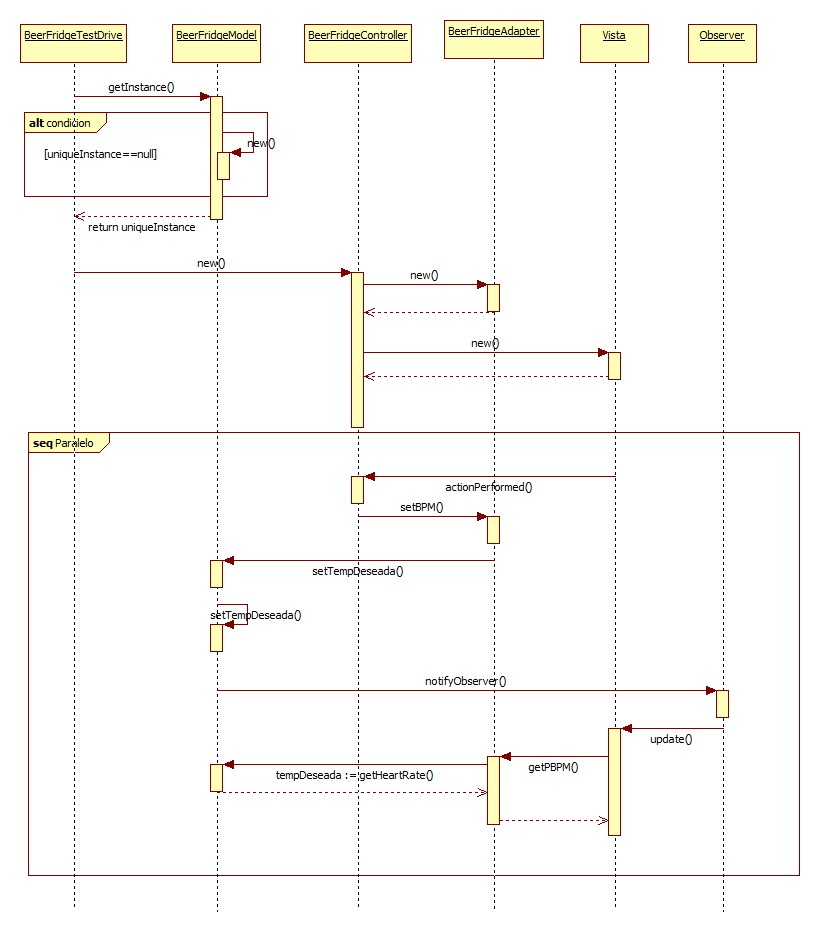 BeerFridgeTestDrive
BeerFridgeModel
BeerFridgeController
BeerFridgeAdapter
Vista
Observer
getInstance()
alt condicion
new()
[uniqueInstance==null]
return uniqueInstance
new()
new()
new()
seq Paralelo
actionPerformed()
setBPM()
setTempDeseada()
setTempDeseada()
notifyObserver()
update()
getPBPM()
tempDeseada := getHeartRate()